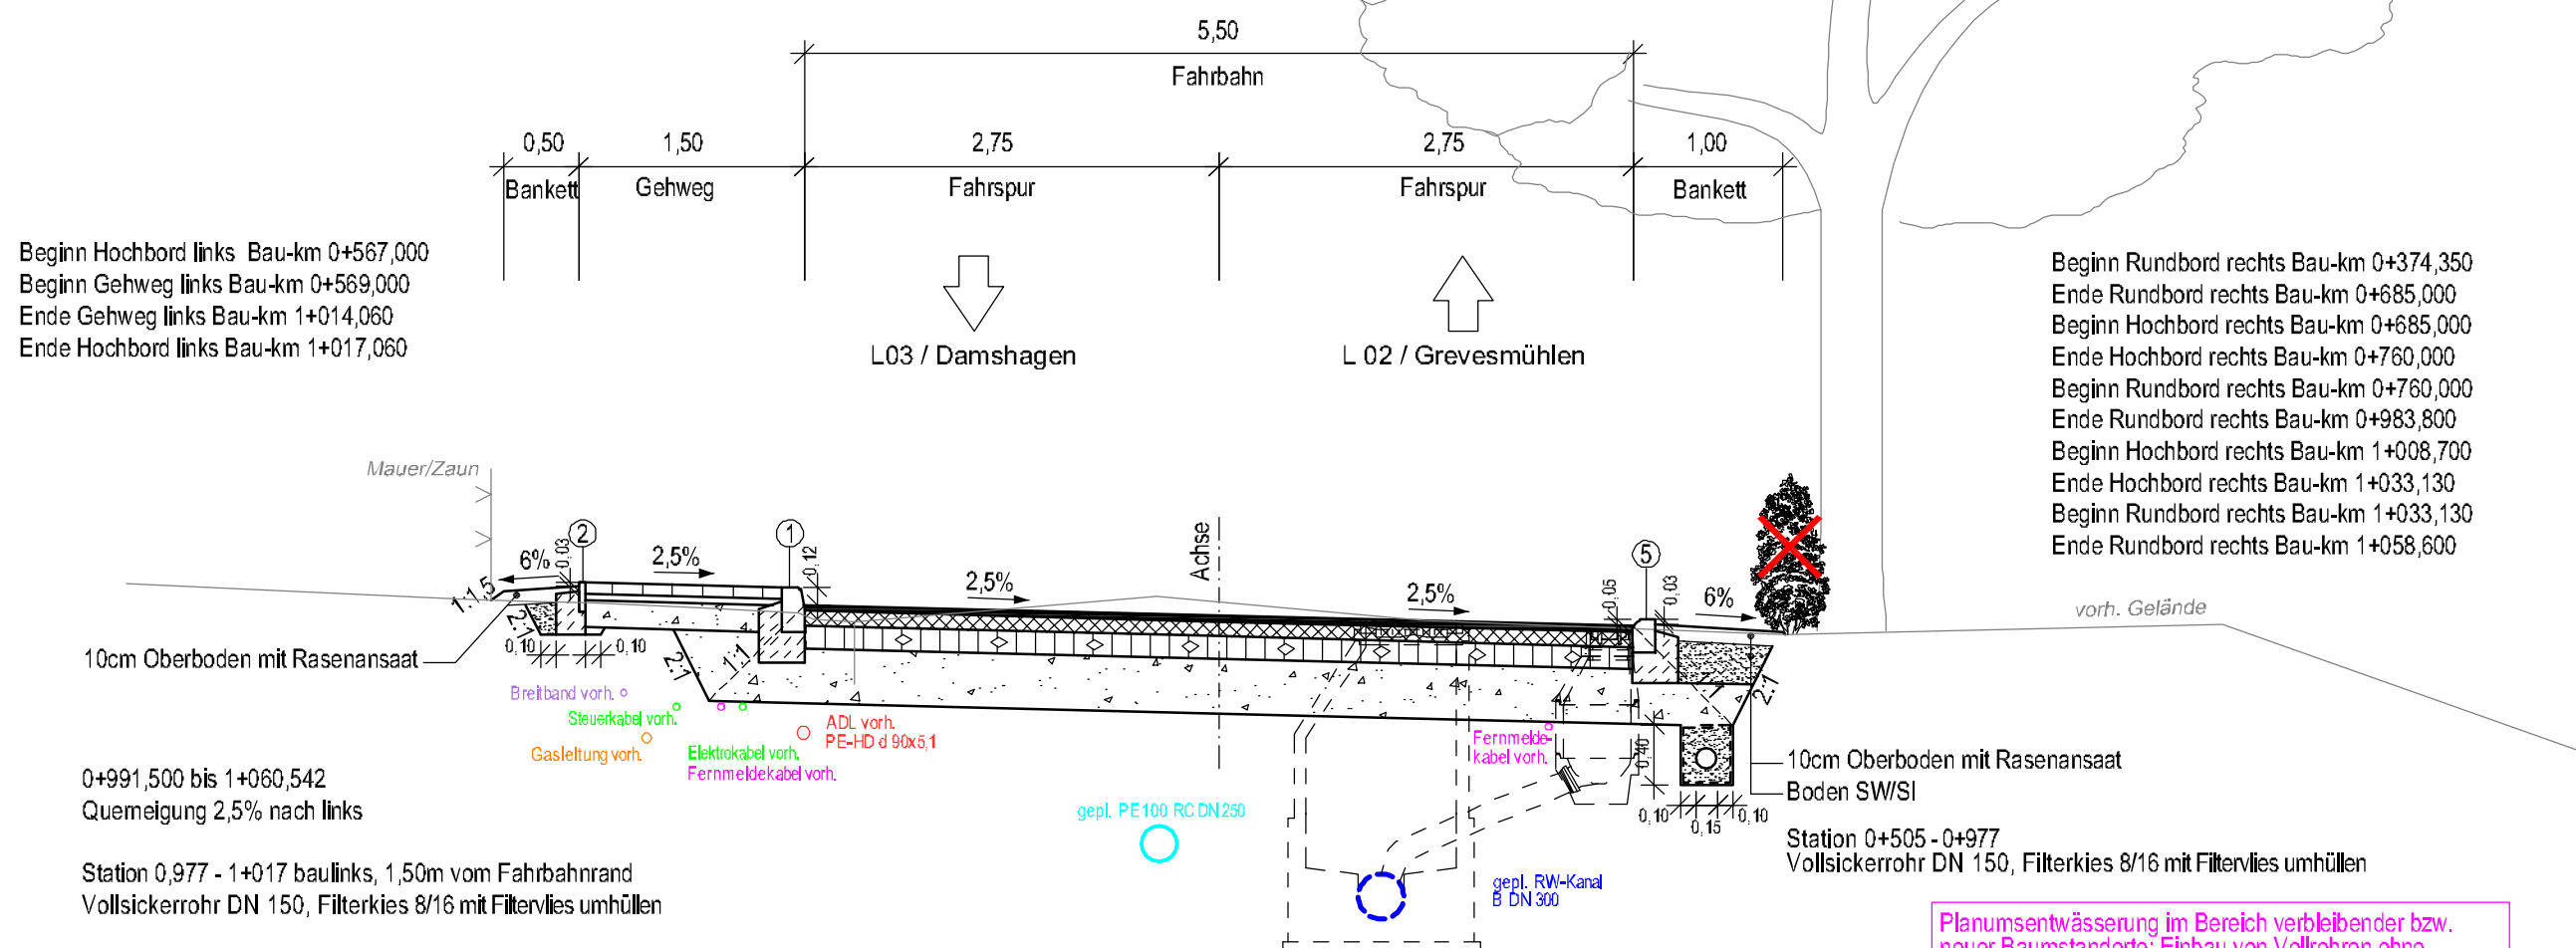 5,50
Fahrbahn
0,50
1,50
2,75
2,75
1,00
Bankett
Gehweg
Fahrspur
Fahrspur
Bankett
Beginn Hochbord links Bau-km 0+567,000
Beginn Gehweg links Bau-km 0+569,000
Ende Gehweg links Bau-km 1+014,060
Ende Hochbord links Bau-km 1+017,060
L03 / Damshagen
L 02 / Grevesmühlen
Beginn Rundbord rechts Bau-km 0+374,350
Ende Rundbord rechts Bau-km 0+685,000
Beginn Hochbord rechts Bau-km 0+685,000
Ende Hochbord rechts Bau-km 0+760,000
Beginn Rundbord rechts Bau-km 0+760,000
Ende Rundbord rechts Bau-km 0+983,800
Beginn Hochbord rechts Bau-km 1+008,700
Ende Hochbord rechts Bau-km 1+033,130
Beginn Rundbord rechts Bau-km 1+033,130
Ende Rundbord rechts Bau-km 1+058,600
Mauer/Zaun
2
1
5
Achse
6%
0,03
2,5%
0,12
2,5%
2,5%
0,05
0,03
6%
1:1,5
2:1
0,10
0,10
2:1
1:1
2:1
vorh. Gelände
10cm Oberboden mit Rasenansaat
Breitband vorh.
Steuerkabel vorh.
Gasleitung vorh.
Elektrokabel vorh.
Fernmeldekabel vorh.
ADL vorh.
PE-HD d 90x5,1
Fernmelde-
kabel vorh.
0,40
0,10
0,15
0,10
10cm Oberboden mit Rasenansaat
Boden SW/SI
0+991,500 bis 1+060,542
Querneigung 2,5% nach links
gepl. PE100 RC DN 250
Station 0+505 - 0+977
Vollsickerrohr DN 150, Filterkies 8/16 mit Filtervlies umhüllen
Station 0,977 - 1+017 baulinks, 1,50m vom Fahrbahnrand
Vollsickerrohr DN 150, Filterkies 8/16 mit Filtervlies umhüllen
gepl. RW-Kanal
B DN 300
Planumsentwässerung im Bereich verbleibender bzw.
neuer Baumstandorte: Einbau von Vollrohren ohne